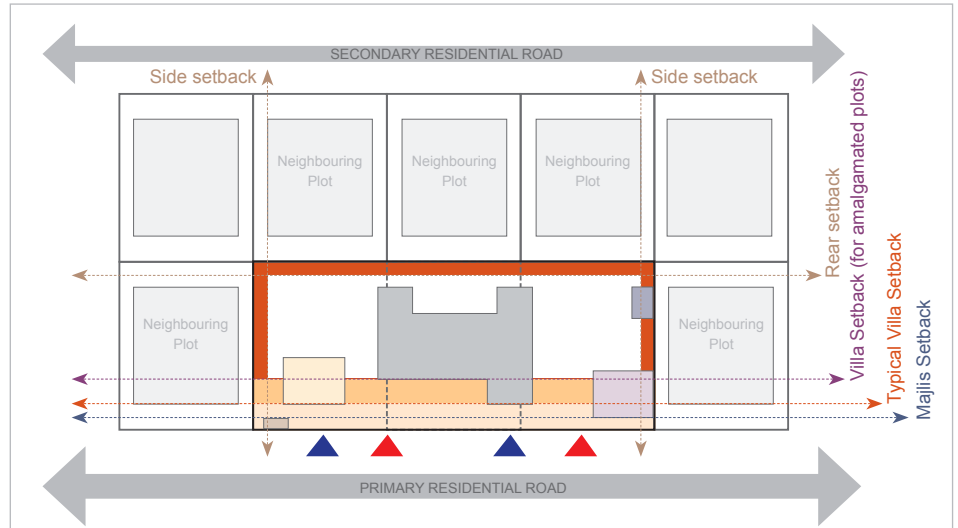 SECONDARY RESIDENTIAL ROAD
Side setback
Side setback
Neighbouring
Plot
Neighbouring
Plot
Neighbouring
Plot
Neighbouring
Plot
Neighbouring
Plot
Rear setback
Villa Setback (for amalgamated plots)
Typical Villa Setback
Majlis Setback
PRIMARY RESIDENTIAL ROAD